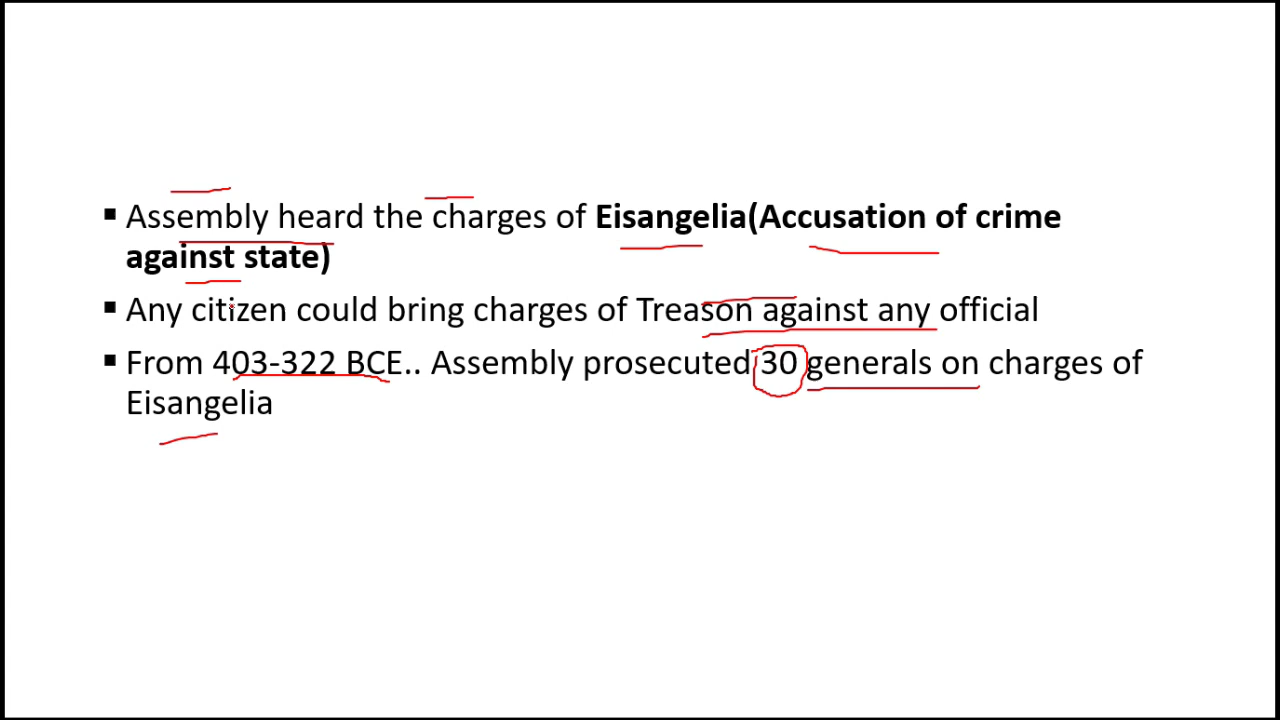 ▪ Assembly heard the charges of Eisangelia(Accusation of crime
against state)
▪ Any citizen could bring charges of Treason against any official
▪ From 403-322 BCE.. Assembly prosecuted 30 generals on charges of
Eisangelia